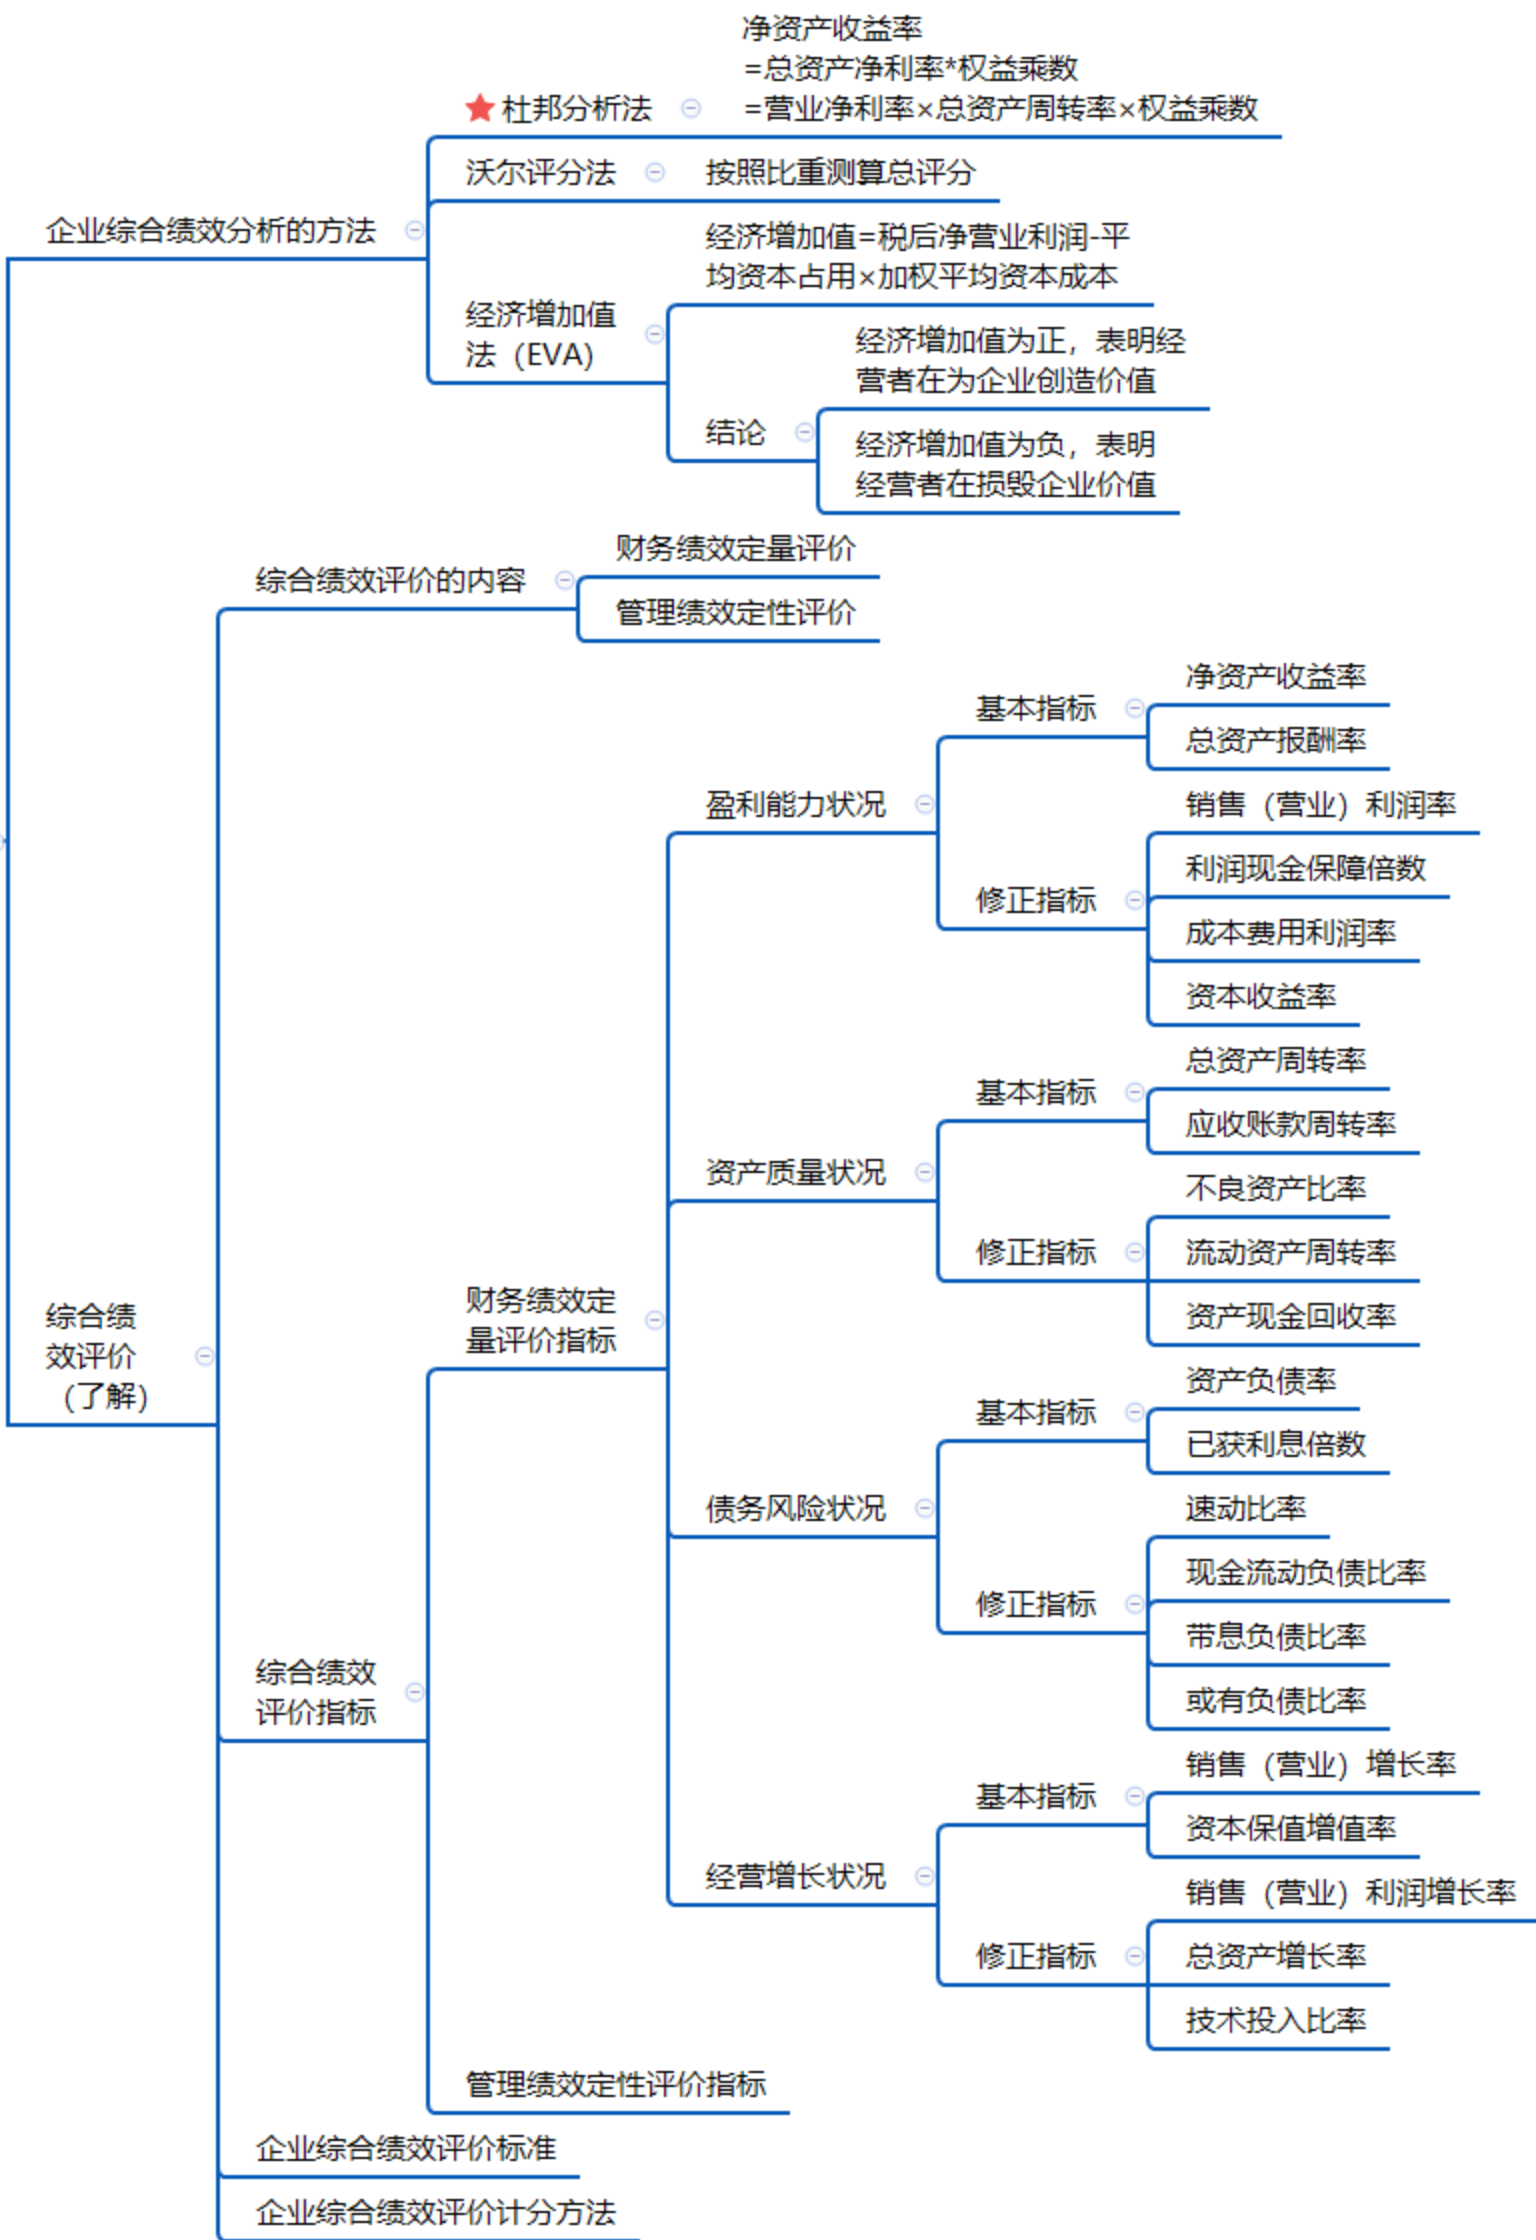 净资产收益率
=总资产净利率*权益乘数
=营业净利率×总资产周转率×权益乘数
杜邦分析法
沃尔评分法
按照比重测算总评分
企业综合绩效分析的方法
经济增加值=税后净营业利润-平
均资本占用×加权平均资本成本
经济增加值
法（EVA）
经济增加值为正，表明经
营者在为企业创造价值
结论
经济增加值为负，表明
经营者在损毁企业价值
财务绩效定量评价
综合绩效评价的内容
管理绩效定性评价
净资产收益率
基本指标
总资产报酬率
盈利能力状况
销售（营业）利润率
利润现金保障倍数
修正指标
成本费用利润率
资本收益率
总资产周转率
基本指标
应收账款周转率
资产质量状况
不良资产比率
修正指标
流动资产周转率
资产现金回收率
财务绩效定
量评价指标
综合绩
效评价
（了解）
资产负债率
基本指标
已获利息倍数
债务风险状况
速动比率
现金流动负债比率
修正指标
带息负债比率
或有负债比率
综合绩效
评价指标
销售（营业）增长率
基本指标
资本保值增值率
经营增长状况
销售（营业）利润增长率
修正指标
总资产增长率
技术投入比率
管理绩效定性评价指标
企业综合绩效评价标准
企业综合绩效评价计分方法